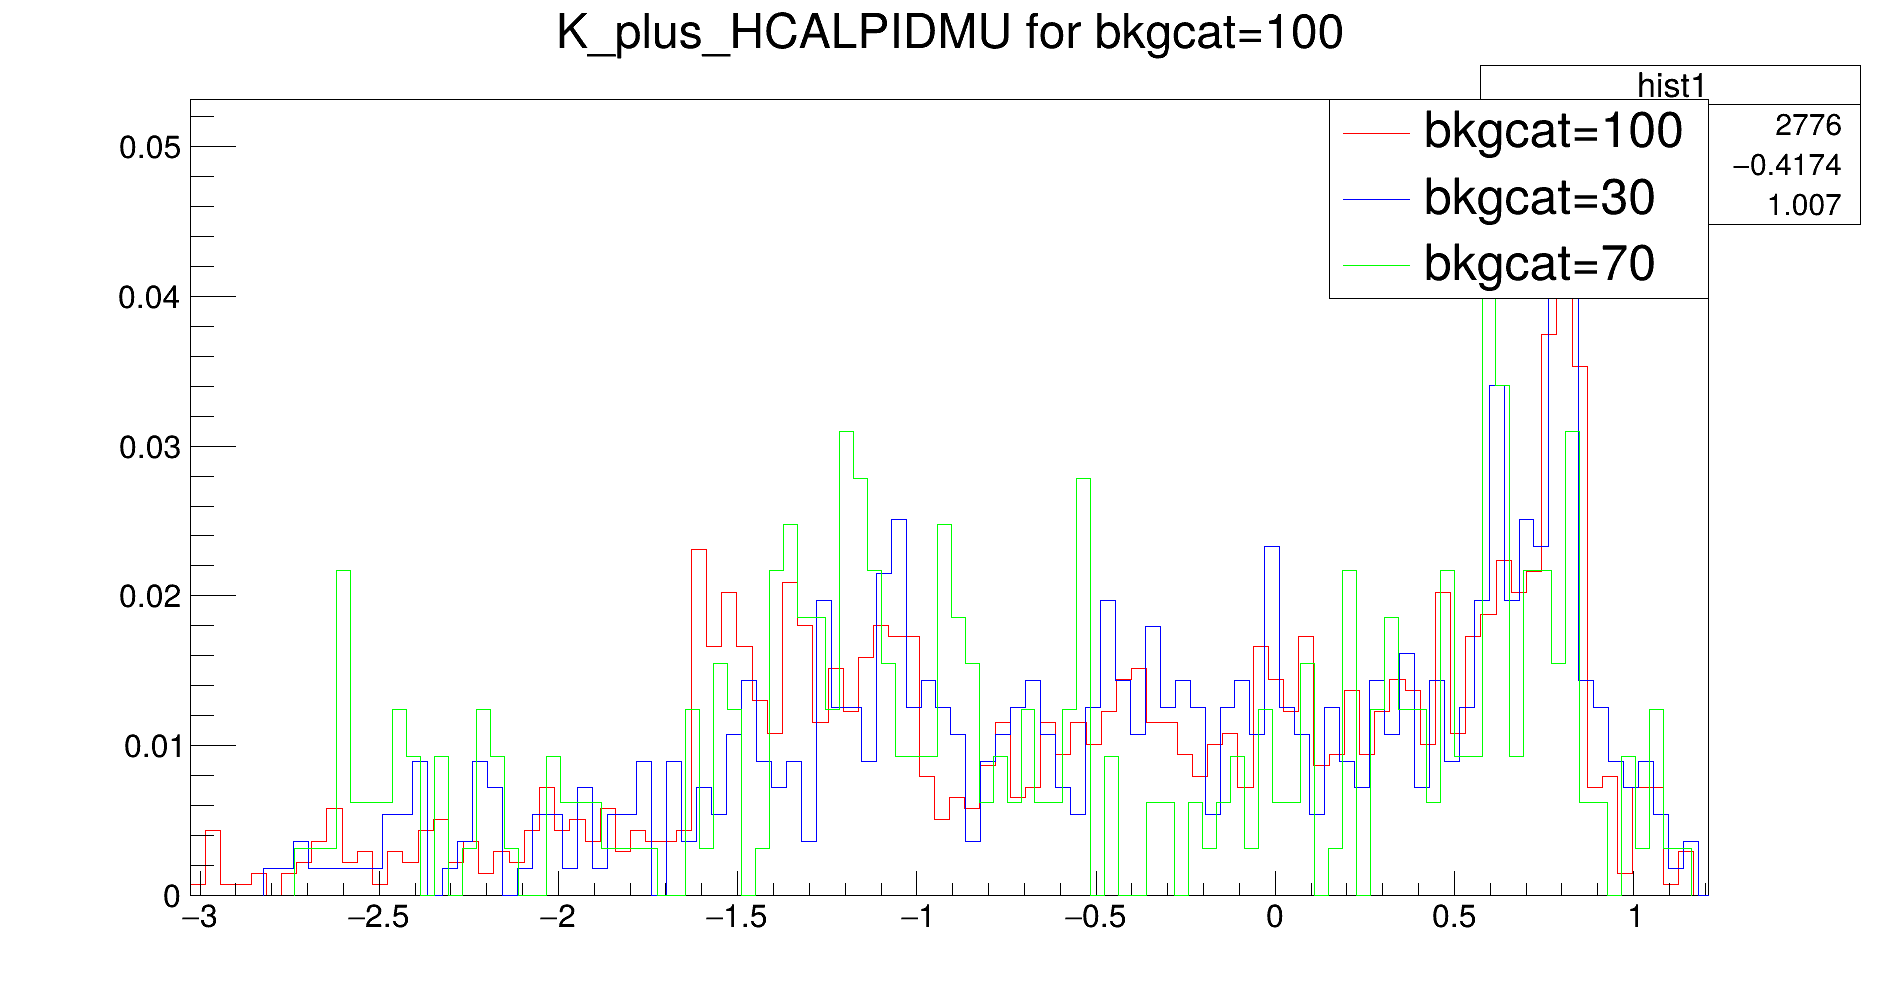 K_plus_HCALPIDMU for bkgcat=100
hist1
2776
−0.4174
1.007
bkgcat=100
bkgcat=30
bkgcat=70
0.05
0.04
0.03
0.02
0.01
0
−3 −2.5 −2 −1.5 −1 −0.5 0 0.5 1